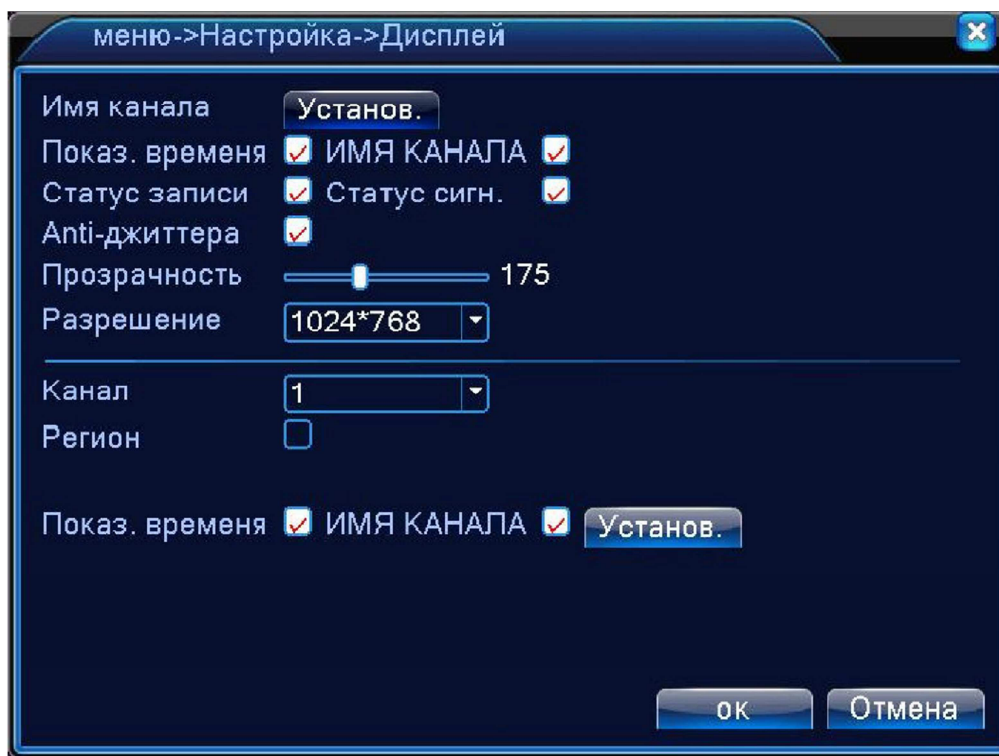 меню->Настройка->Дисплей
Имя канала Установ.
Показ. временя ИМЯ КАНАЛА
Статус записи Статус сигн.
Anti-джиттера
Прозрачность 175
Разрешение 1024*768
Канал 1
Регион
Показ. временя ИМЯ КАНАЛА Установ.
ок Отмена